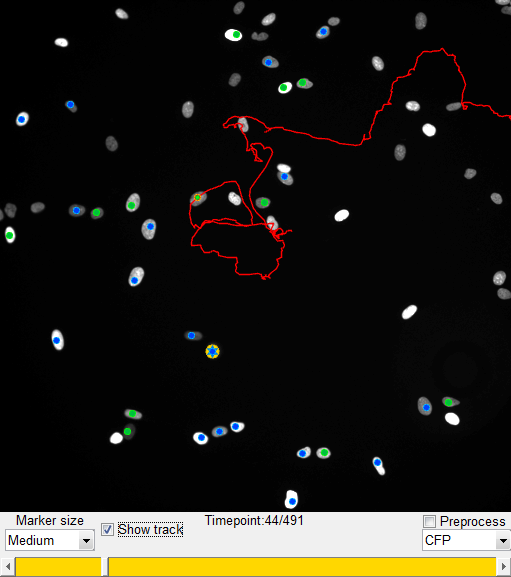 Marker size
Medium
Show track
Timepoint:44/491
Preprocess
CFP